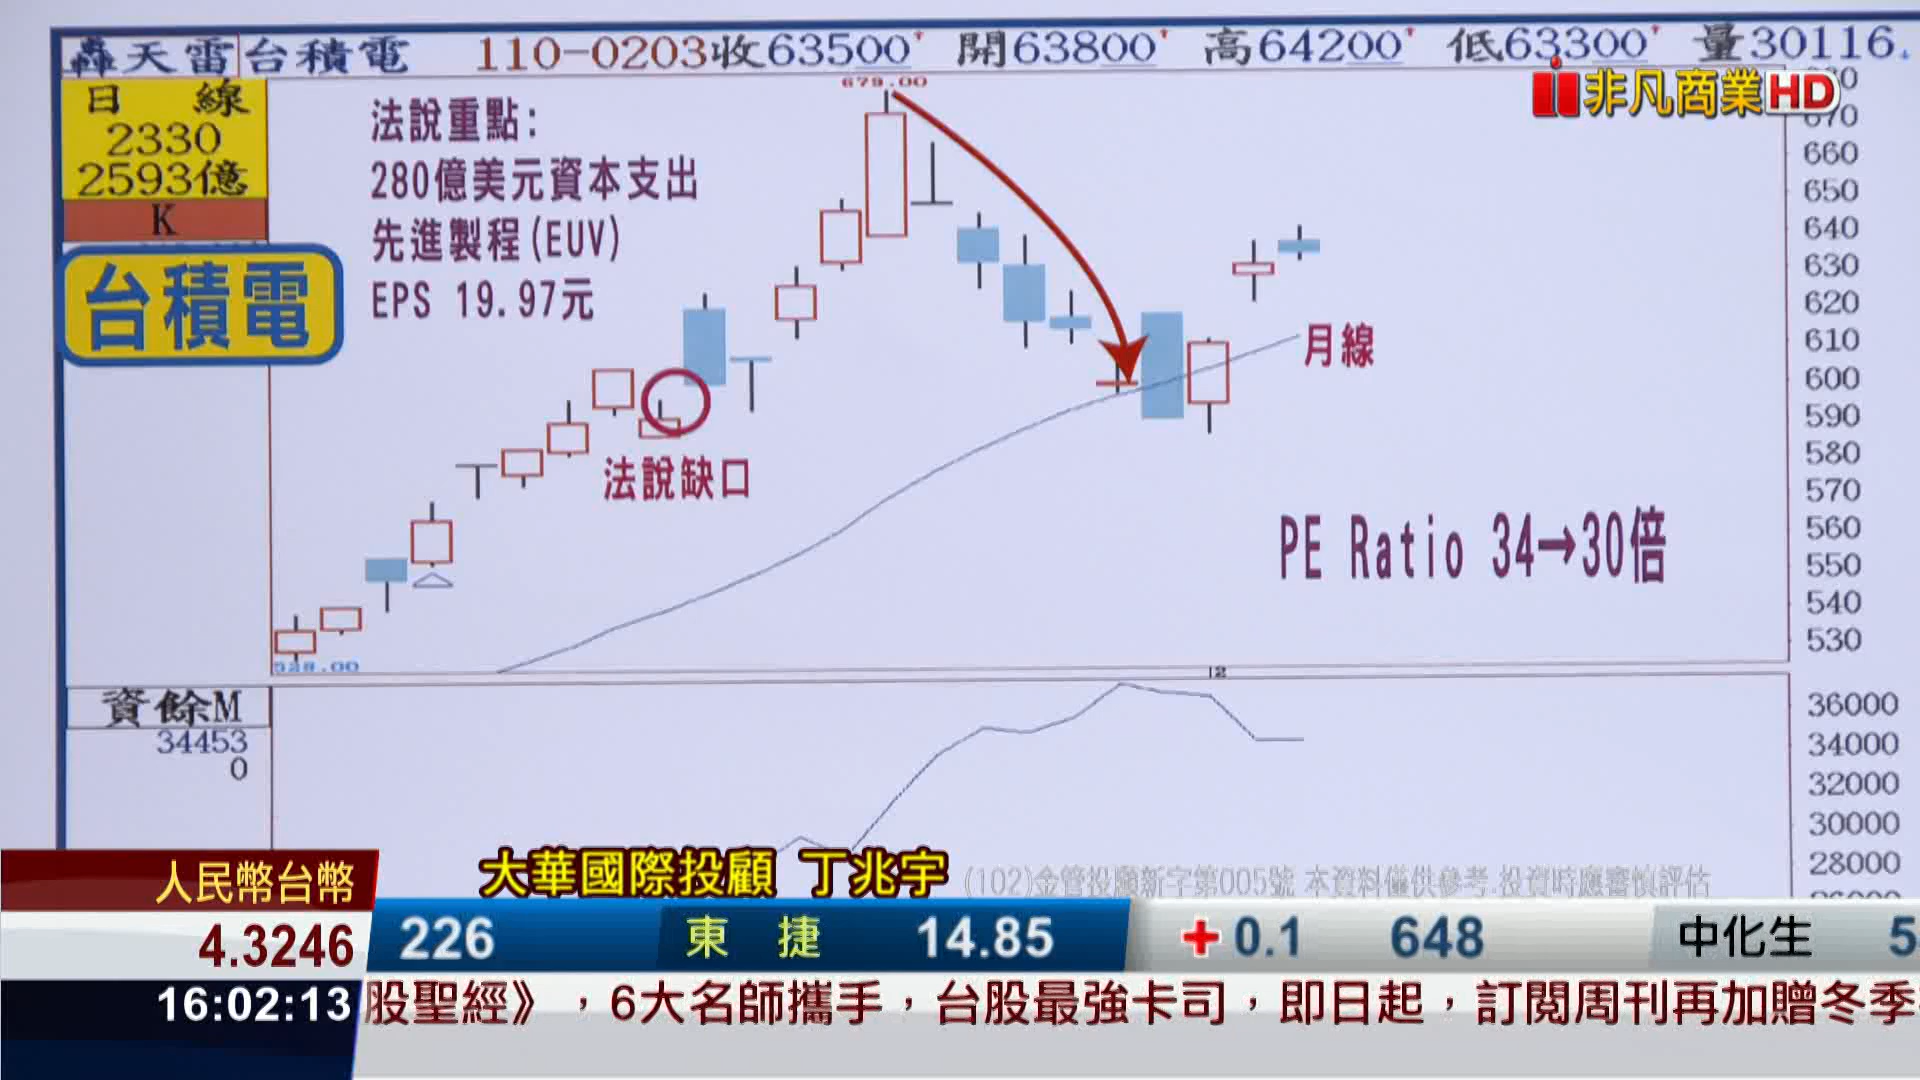 轟天雷 台積電 110-0203 收63500 開63800 高64200 低63300 量30116.
非凡商業HD
日線
2330
2593億
K
台積電
法說重點:
280億美元資本支出
先進製程(EUV)
EPS 19.97元
679.00
法說缺口
月線
PE Ratio 34→30倍
528.00
670
660
650
640
630
620
610
600
590
580
570
560
550
540
530
12
資餘M
34453
0
36000
34000
32000
30000
28000
大華國際投顧 丁兆宇
(102)金管投顧新字第005號 本資料僅供參考.投資時應審慎評估
人民幣台幣
4.3246
226 東捷 14.85 +0.1 648 中化生 5
16:02:13
股聖經》，6大名師攜手，台股最強卡司，即日起，訂閱周刊再加贈冬季